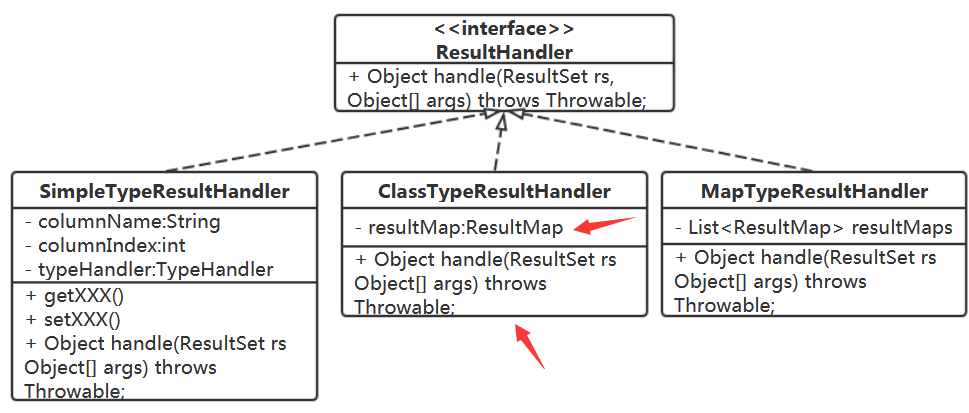 <<interface>>
ResultHandler
+ Object handle(ResultSet rs,
Object[] args) throws Throwable;
SimpleTypeResultHandler
- columnName:String
- columnIndex:int
- typeHandler:TypeHandler
+ getXXX()
+ setXXX()
+ Object handle(ResultSet rs
Object[] args) throws
Throwable;
ClassTypeResultHandler
- resultMap:ResultMap
+ Object handle(ResultSet rs
Object[] args) throws
Throwable;
MapTypeResultHandler
- List<ResultMap> resultMaps
+ Object handle(ResultSet rs
Object[] args) throws
Throwable;